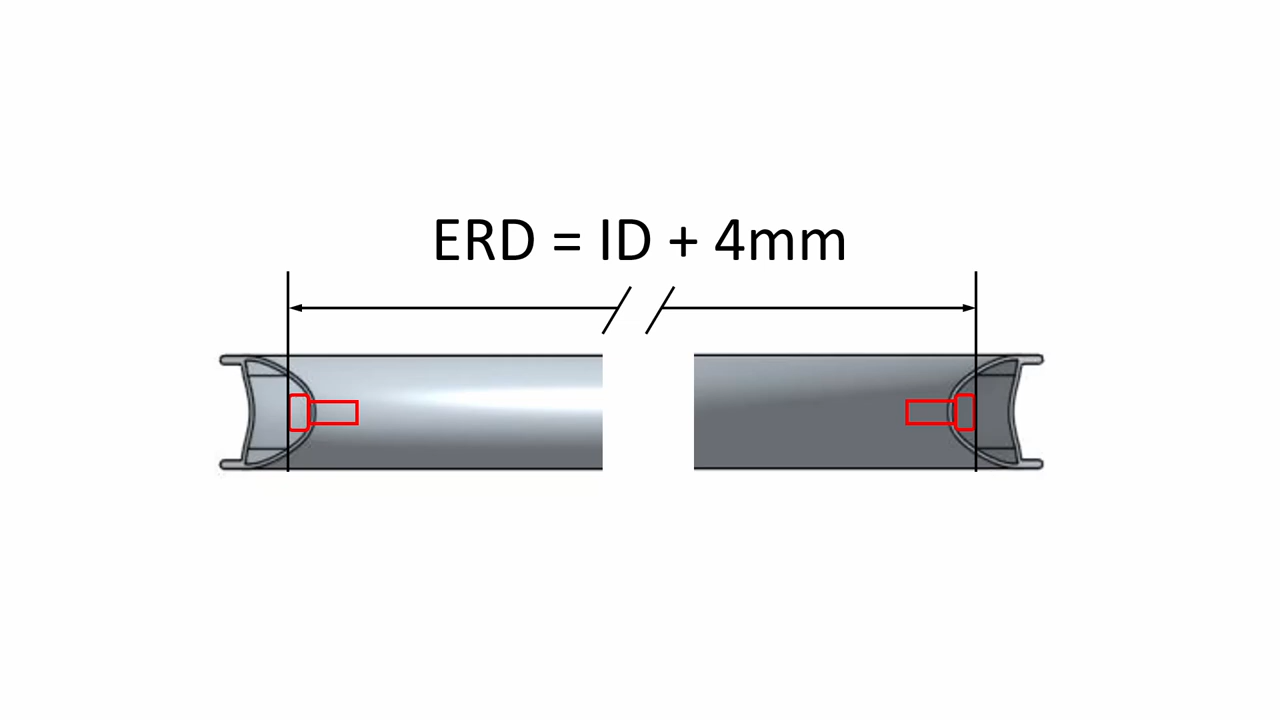 ERD = ID + 4mm